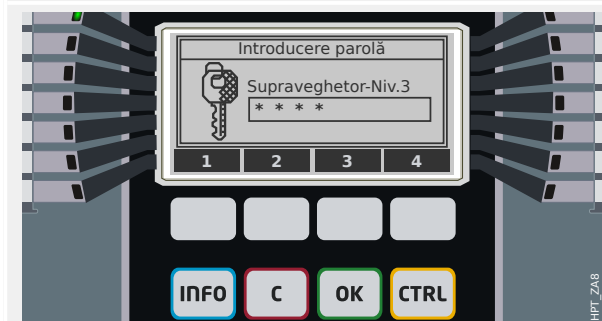 Introducere parolă
Supraveghetor-Niv.3
* * * *
1 2 3 4
INFO C OK CTRL
HPT_ZA8